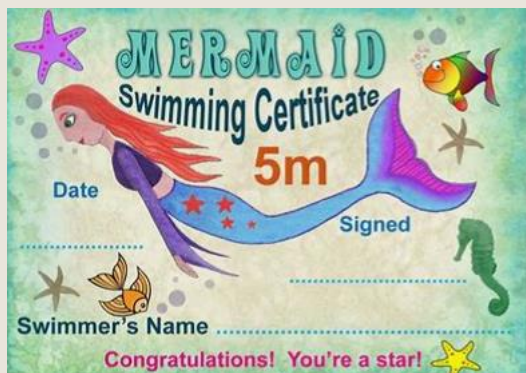 MERMAID
Swimming Certificate
5m
Date
Signed
Swimmer's Name
Congratulations! You're a star!